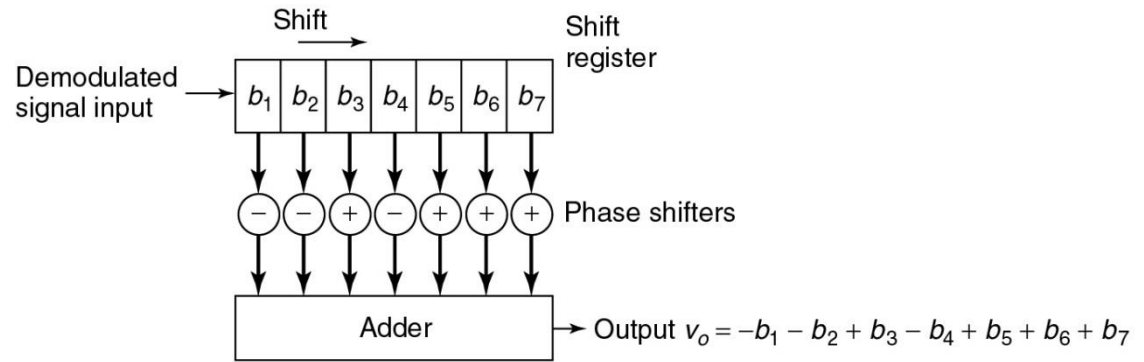 Shift
Shift
register
Demodulated
signal input
b₁ b₂ b₃ b₄ b₅ b₆ b₇
− − + − + + +
Phase shifters
Adder
Output vₒ = −b₁ − b₂ + b₃ − b₄ + b₅ + b₆ + b₇